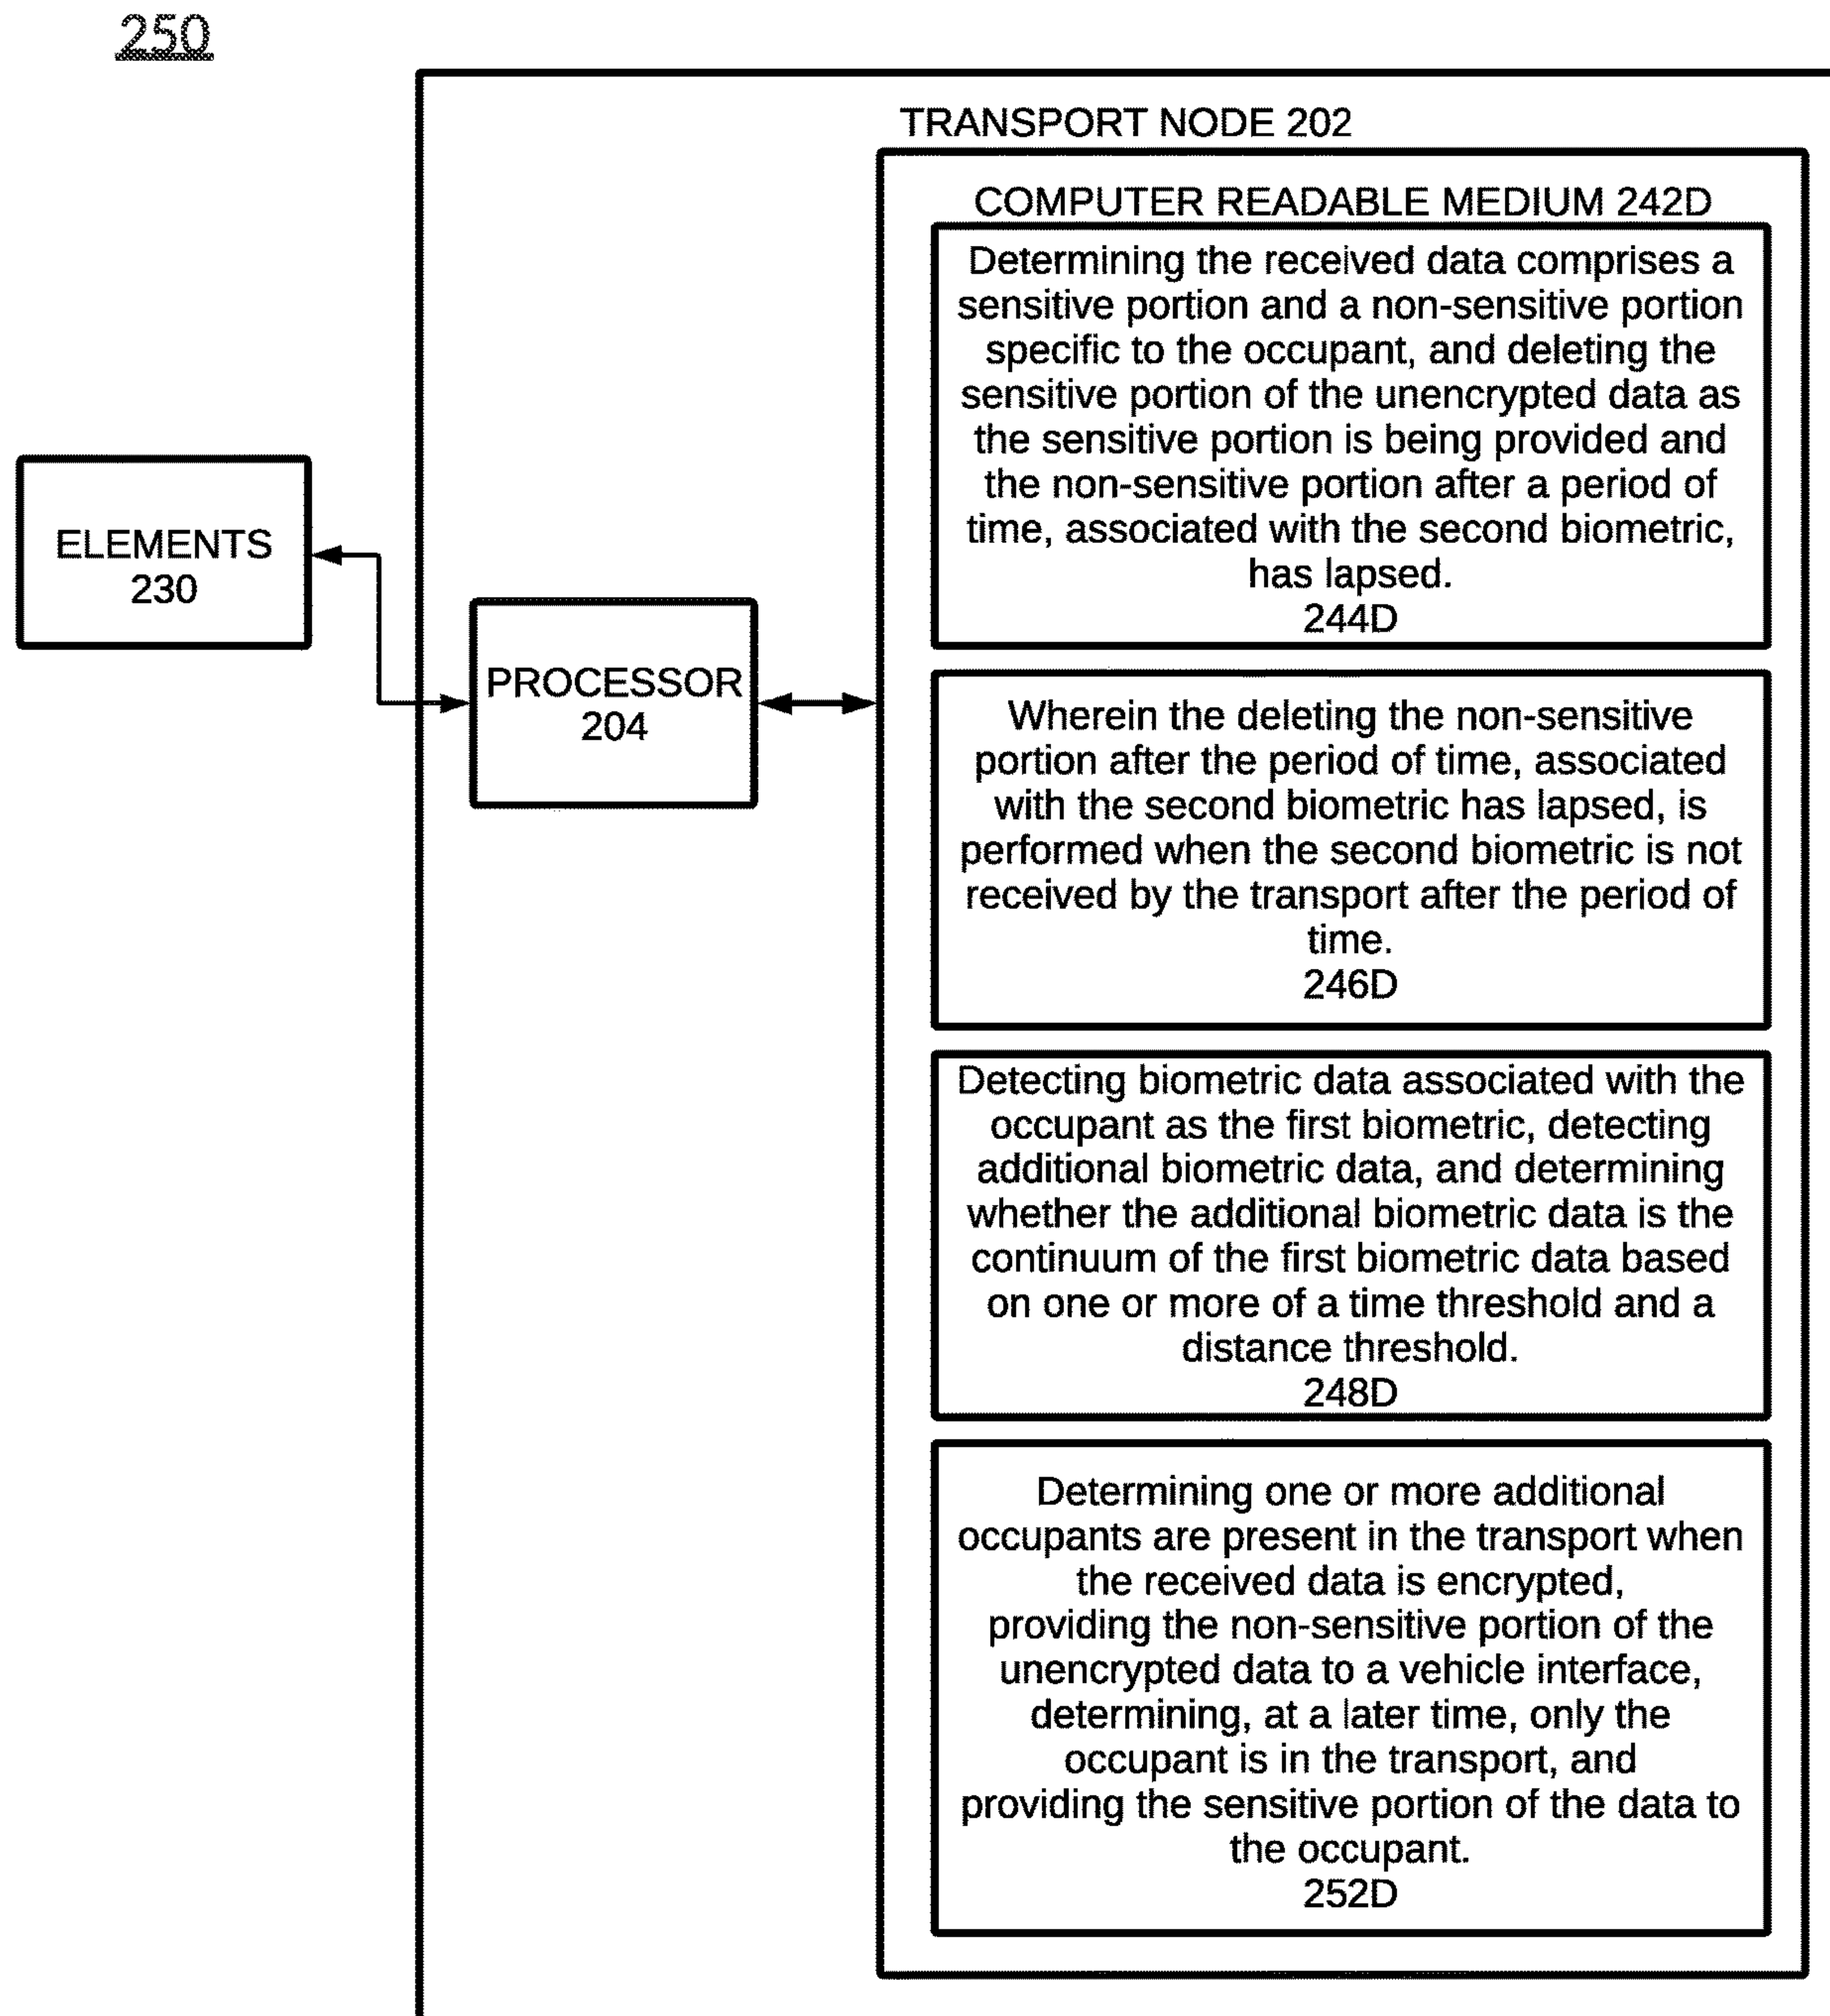 250
TRANSPORT NODE 202
COMPUTER READABLE MEDIUM 242D
Determining the received data comprises a
sensitive portion and a non-sensitive portion
specific to the occupant, and deleting the
sensitive portion of the unencrypted data as
the sensitive portion is being provided and
the non-sensitive portion after a period of
time, associated with the second biometric,
has lapsed.
244D
ELEMENTS
230
PROCESSOR
204
Wherein the deleting the non-sensitive
portion after the period of time, associated
with the second biometric has lapsed, is
performed when the second biometric is not
received by the transport after the period of
time.
246D
Detecting biometric data associated with the
occupant as the first biometric, detecting
additional biometric data, and determining
whether the additional biometric data is the
continuum of the first biometric data based
on one or more of a time threshold and a
distance threshold.
248D
Determining one or more additional
occupants are present in the transport when
the received data is encrypted,
providing the non-sensitive portion of the
unencrypted data to a vehicle interface,
determining, at a later time, only the
occupant is in the transport, and
providing the sensitive portion of the data to
the occupant.
252D